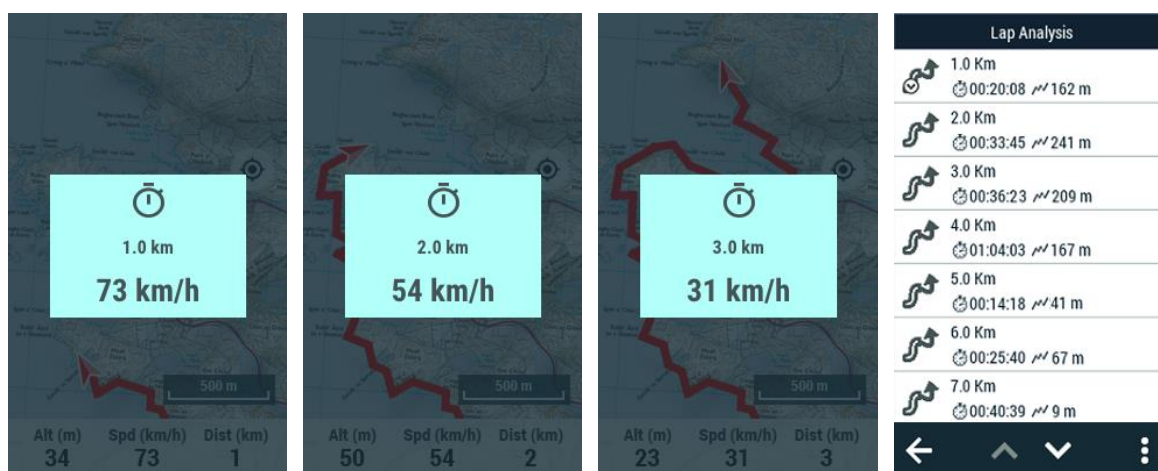 1.0 km
73 km/h
500 m
Alt (m) Spd (km/h) Dist (km)
34 73 1
2.0 km
54 km/h
500 m
Alt (m) Spd (km/h) Dist (km)
50 54 2
3.0 km
31 km/h
500 m
Alt (m) Spd (km/h) Dist (km)
23 31 3
Lap Analysis
1.0 Km
00:20:08 162 m
2.0 Km
00:33:45 241 m
3.0 Km
00:36:23 209 m
4.0 Km
01:04:03 167 m
5.0 Km
00:14:18 41 m
6.0 Km
00:25:40 67 m
7.0 Km
00:40:39 9 m